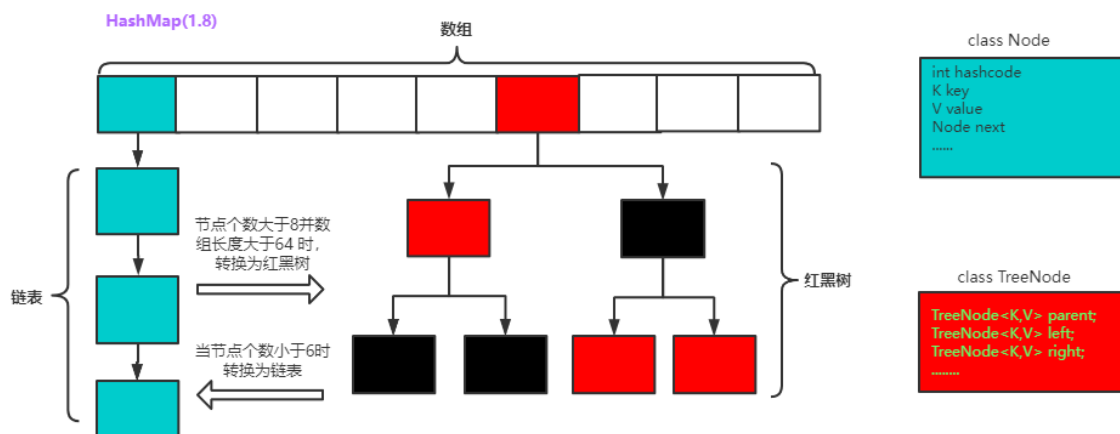 HashMap(1.8)
数组
class Node
int hashcode
K key
V value
Node next
......
链表
节点个数大于8并数
组长度大于64 时，
转换为红黑树
当节点个数小于6时
转换为链表
红黑树
class TreeNode
TreeNode<K,V> parent;
TreeNode<K,V> left;
TreeNode<K,V> right;
........